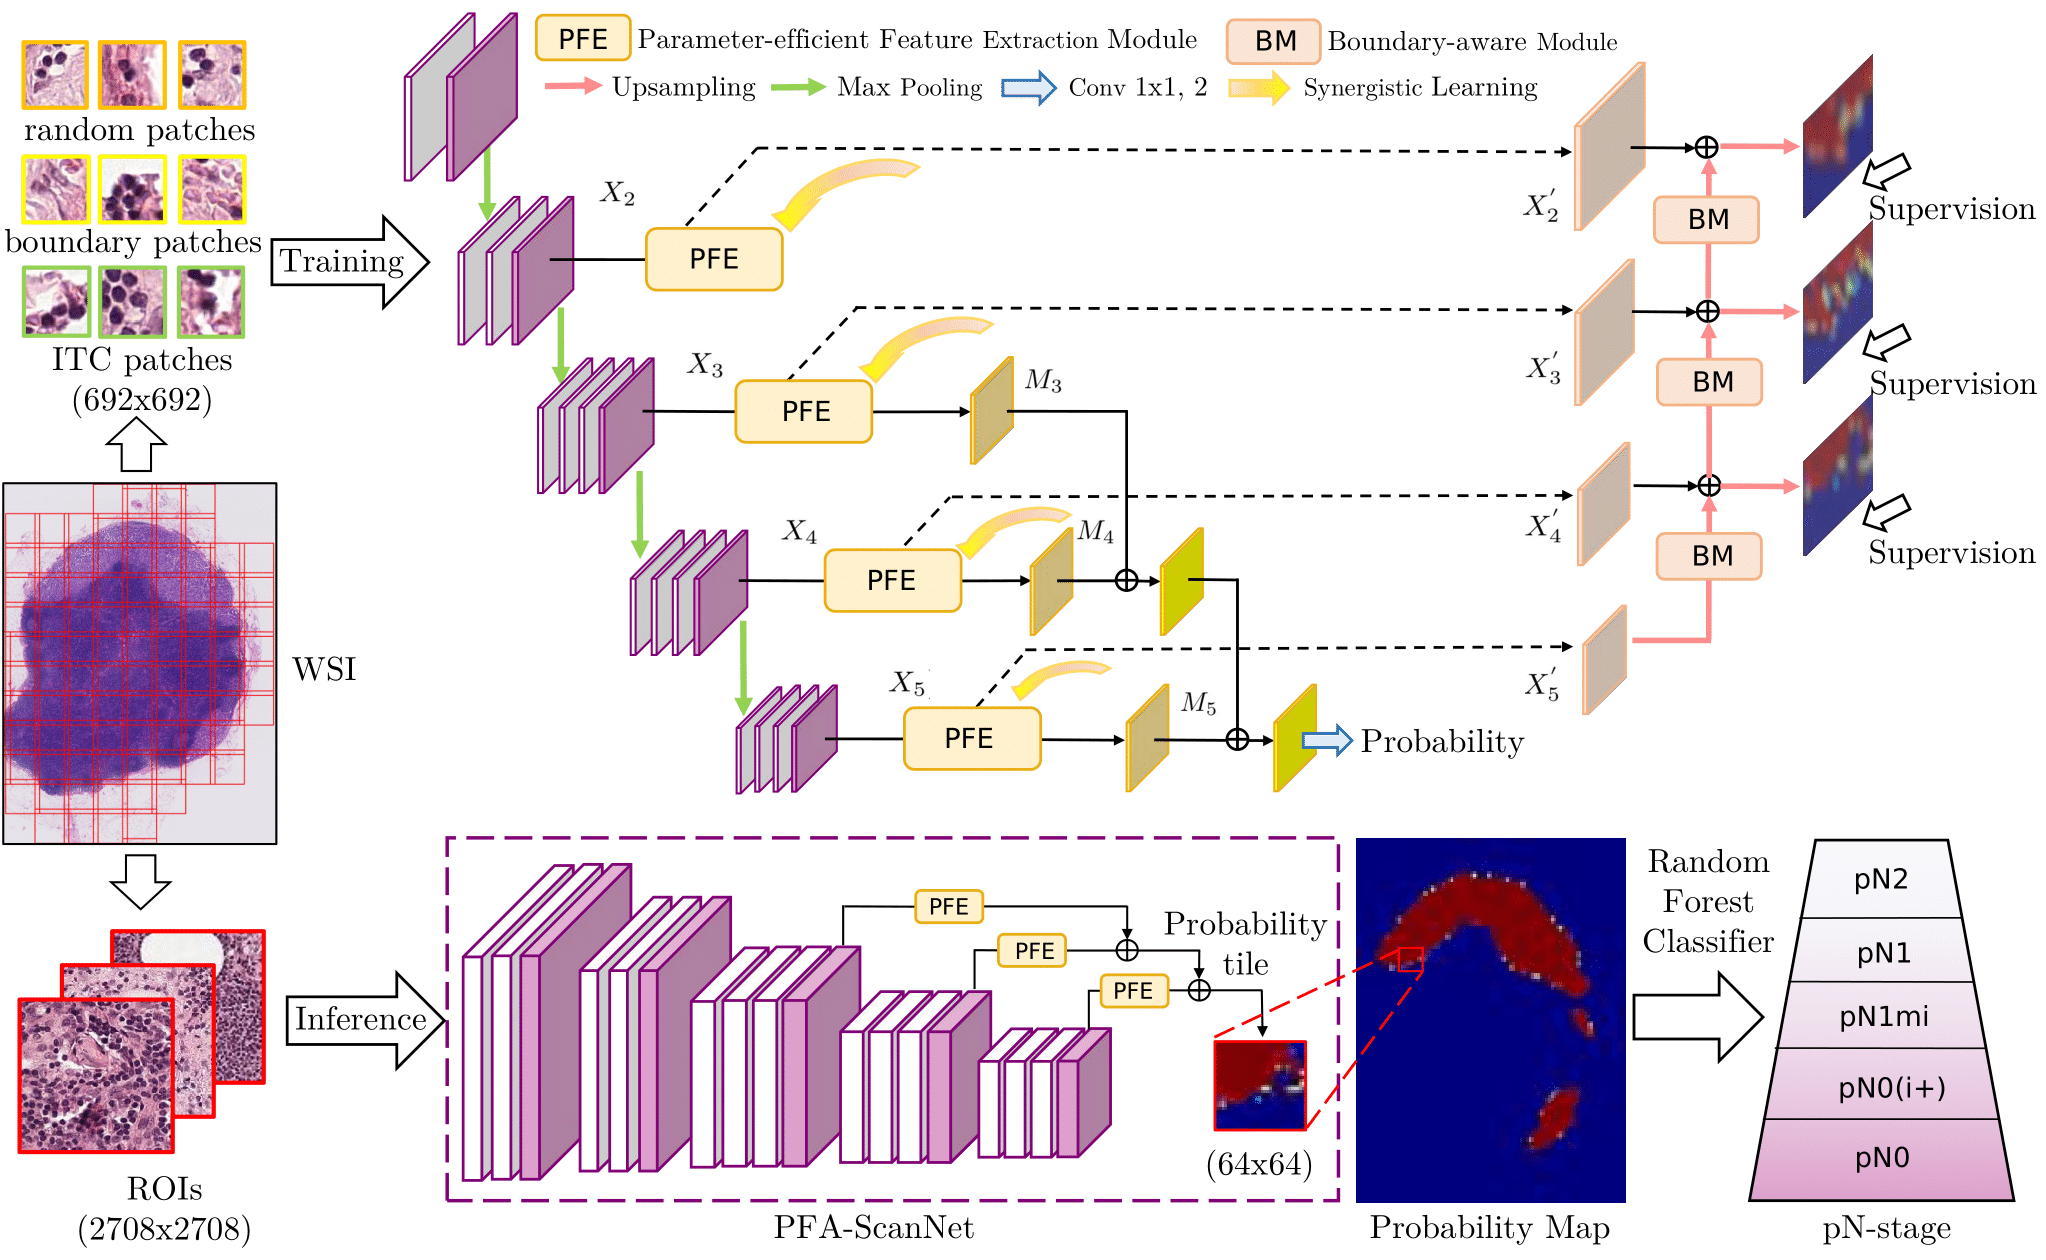 PFE Parameter-efficient Feature Extraction Module BM Boundary-aware Module
Upsampling Max Pooling Conv 1x1, 2 Synergistic Learning
random patches
boundary patches
ITC patches
(692x692)
Training
WSI
X2
PFE
X3
PFE
M3
X4
PFE
M4
X5
PFE
M5
Probability
X'2
X'3
X'4
X'5
BM
BM
BM
Supervision
Supervision
Supervision
ROIs
(2708x2708)
Inference
PFE
PFE
PFE
Probability
tile
(64x64)
PFA-ScanNet
Probability Map
Random
Forest
Classifier
pN2
pN1
pN1mi
pN0(i+)
pN0
pN-stage